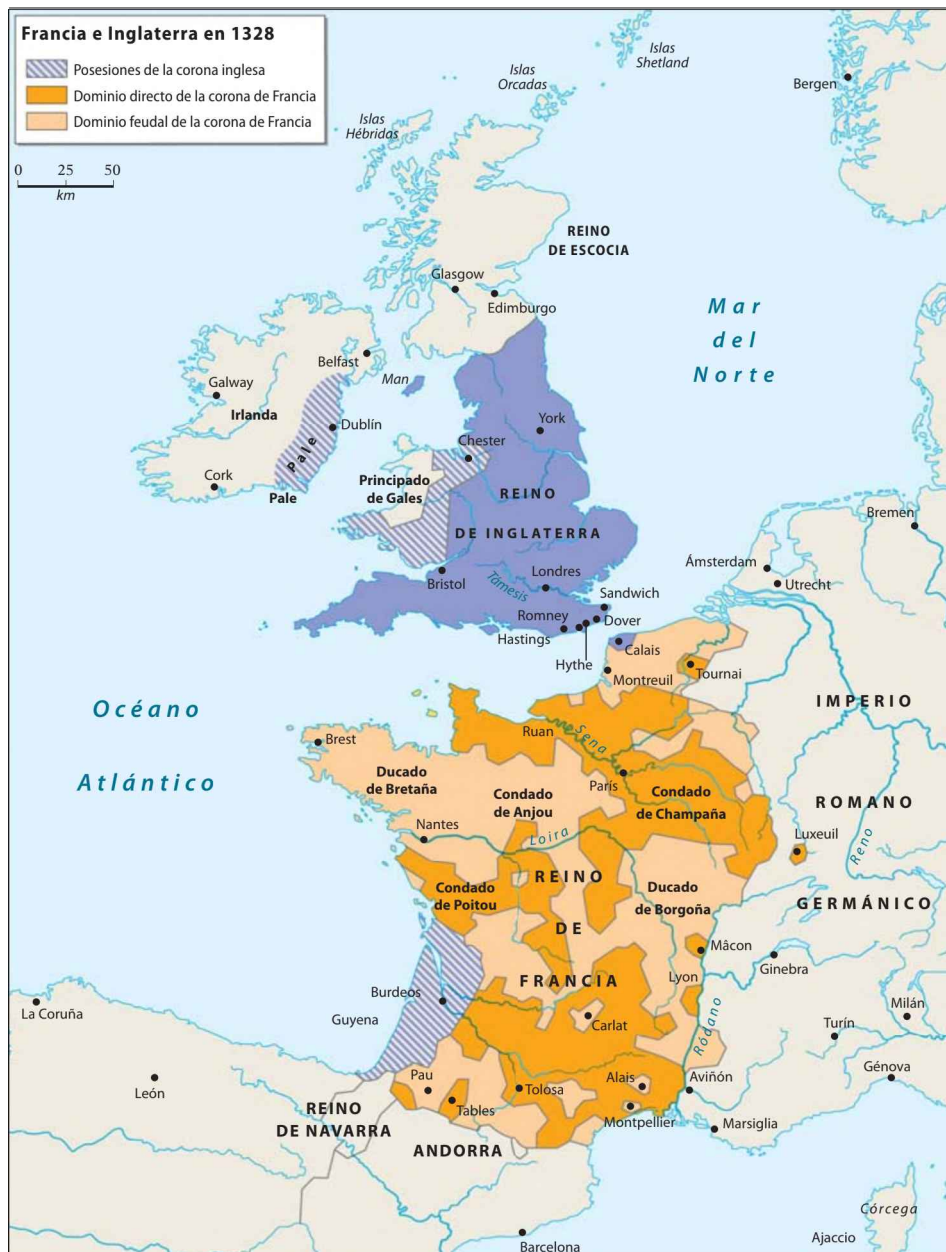 Francia e Inglaterra en 1328
Posesiones de la corona inglesa
Dominio directo de la corona de Francia
Dominio feudal de la corona de Francia
0 25 50
km
Islas
Shetland
Islas
Orcadas
Islas
Hébridas
Bergen
REINO
DE ESCOCIA
Glasgow
Edimburgo
Mar
del
Norte
Belfast
Man
Galway
Irlanda
Dublín
Pale
Cork
Pale
York
Chester
Principado
de Gales
REINO
DE INGLATERRA
Bremen
Ámsterdam
Utrecht
Bristol
Támesis
Londres
Sandwich
Romney
Dover
Hastings
Hythe
Calais
Montreuil
Tournai
IMPERIO
Océano
Atlántico
Ruan
Sena
Brest
París
Ducado
de Bretaña
Condado
de Anjou
Condado
de Champaña
ROMANO
Nantes
Loira
Luxeuil
Reno
REINO
Condado
de Poitou
Ducado
de Borgoña
GERMÁNICO
DE
Mâcon
Ginebra
Lyon
FRANCIA
Burdeos
Guyena
Carlat
La Coruña
Milán
Turín
Ródano
Génova
León
Pau
Tables
Tolosa
Alais
Aviñón
REINO
DE NAVARRA
Montpellier
Marsiglia
ANDORRA
Córcega
Ajaccio
Barcelona